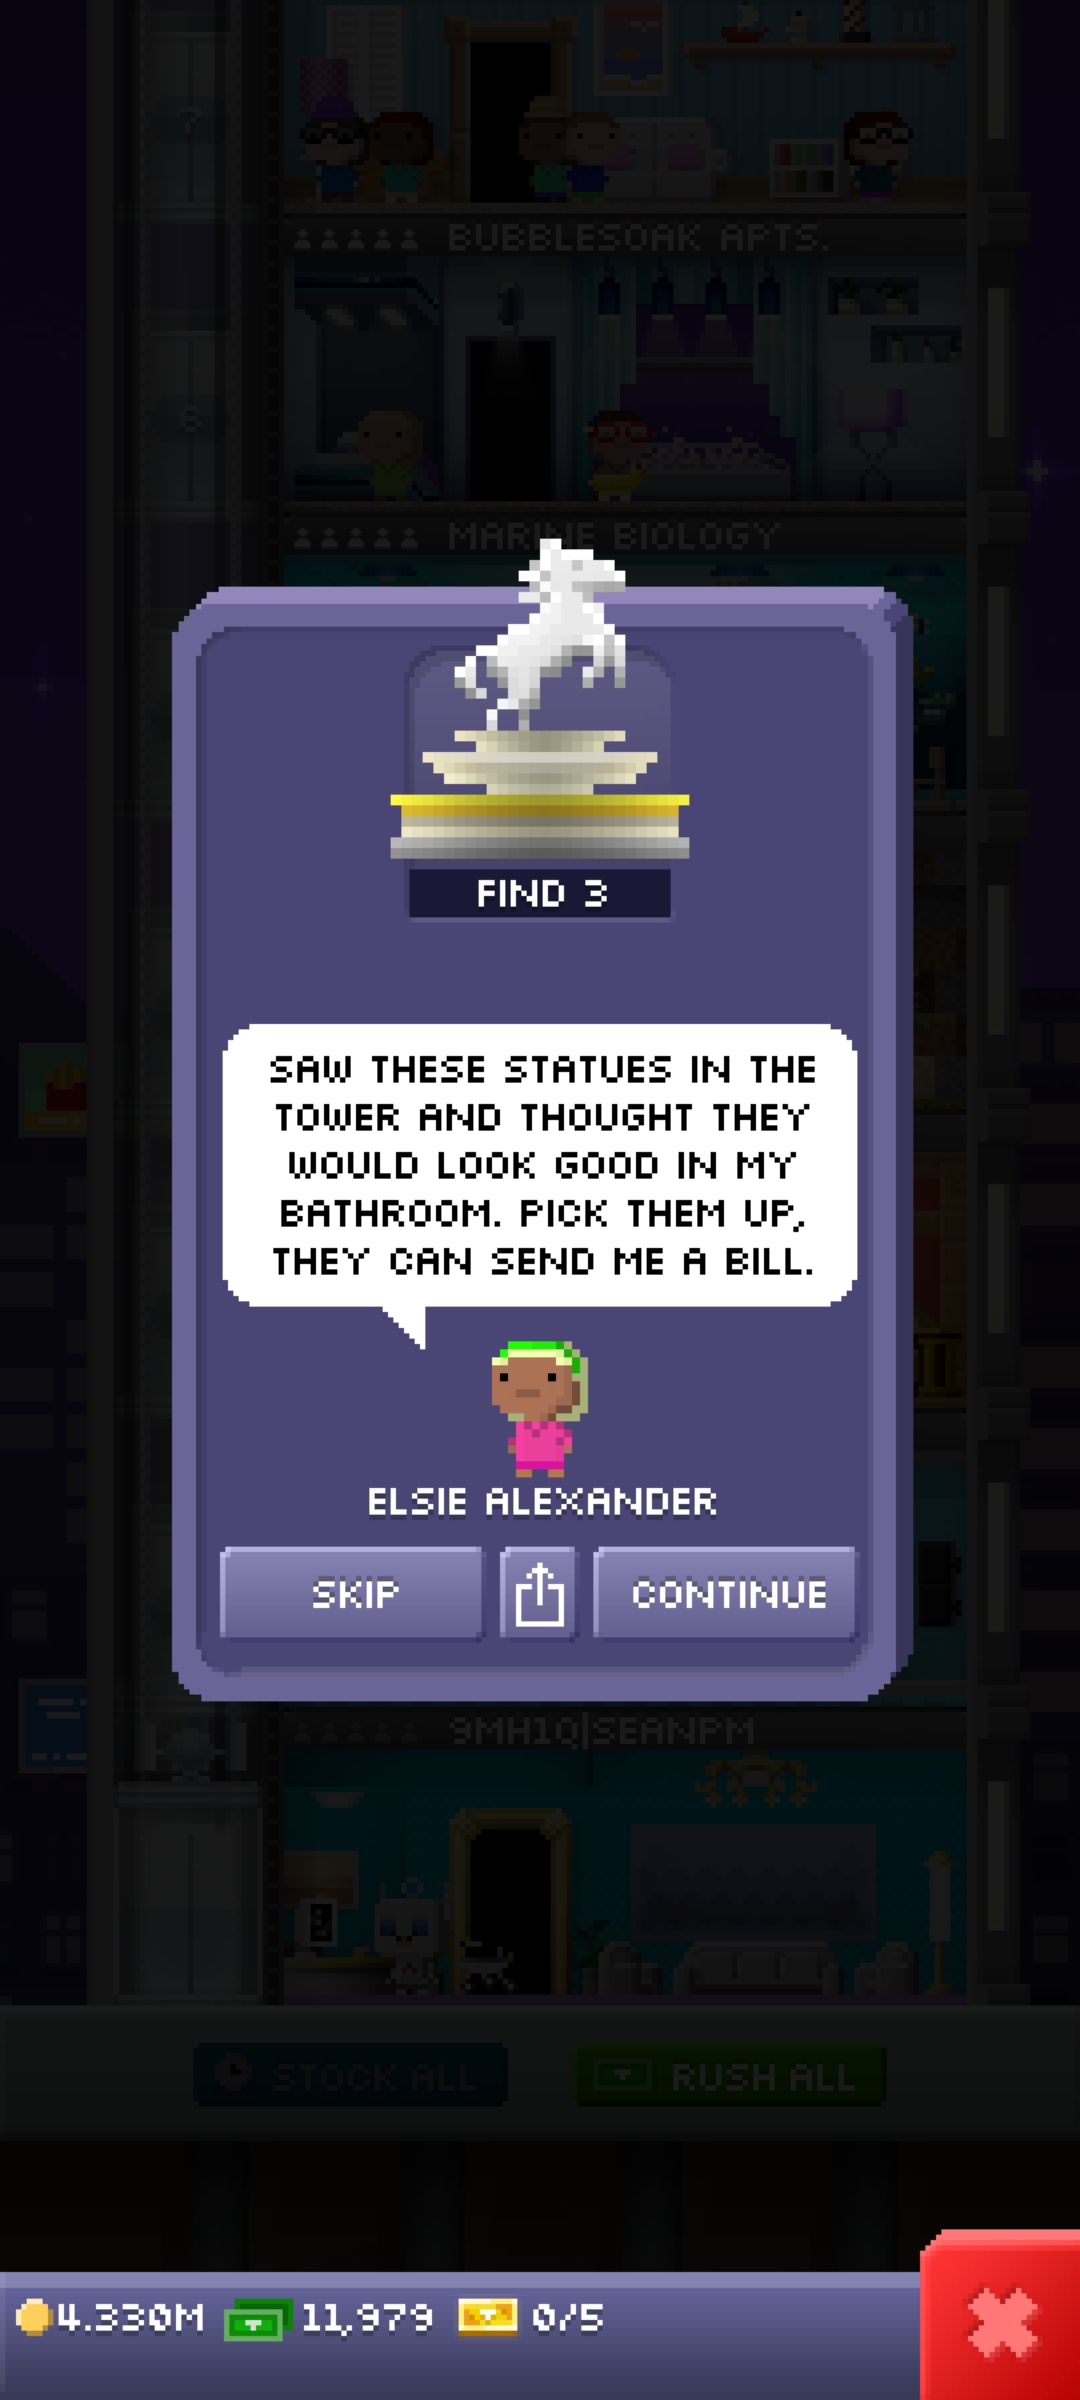 7
BUBBLESOAK APTS.
6
MARINE BIOLOGY
FIND 3
SAW THESE STATUES IN THE
TOWER AND THOUGHT THEY
WOULD LOOK GOOD IN MY
BATHROOM. PICK THEM UP,
THEY CAN SEND ME A BILL.
ELSIE ALEXANDER
SKIP
CONTINUE
9MH1Q|SEANPM
STOCK ALL
RUSH ALL
4.330M
11,979
0/5